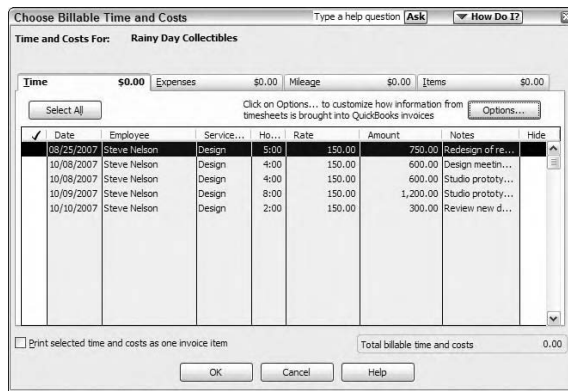 Choose Billable Time and Costs Type a help question Ask How Do I?
Time and Costs For: Rainy Day Collectibles
Time $0.00 Expenses $0.00 Mileage $0.00 Items $0.00
Select All Click on Options... to customize how information from timesheets is brought into QuickBooks invoices Options...
Date Employee Service... Ho... Rate Amount Notes Hide
08/25/2007 Steve Nelson Design 5:00 150.00 750.00 Redesign of re...
10/08/2007 Steve Nelson Design 4:00 150.00 600.00 Design meetin...
10/08/2007 Steve Nelson Design 4:00 150.00 600.00 Studio prototy...
10/09/2007 Steve Nelson Design 8:00 150.00 1,200.00 Studio prototy...
10/10/2007 Steve Nelson Design 2:00 150.00 300.00 Review new d...
Print selected time and costs as one invoice item Total billable time and costs 0.00
OK Cancel Help